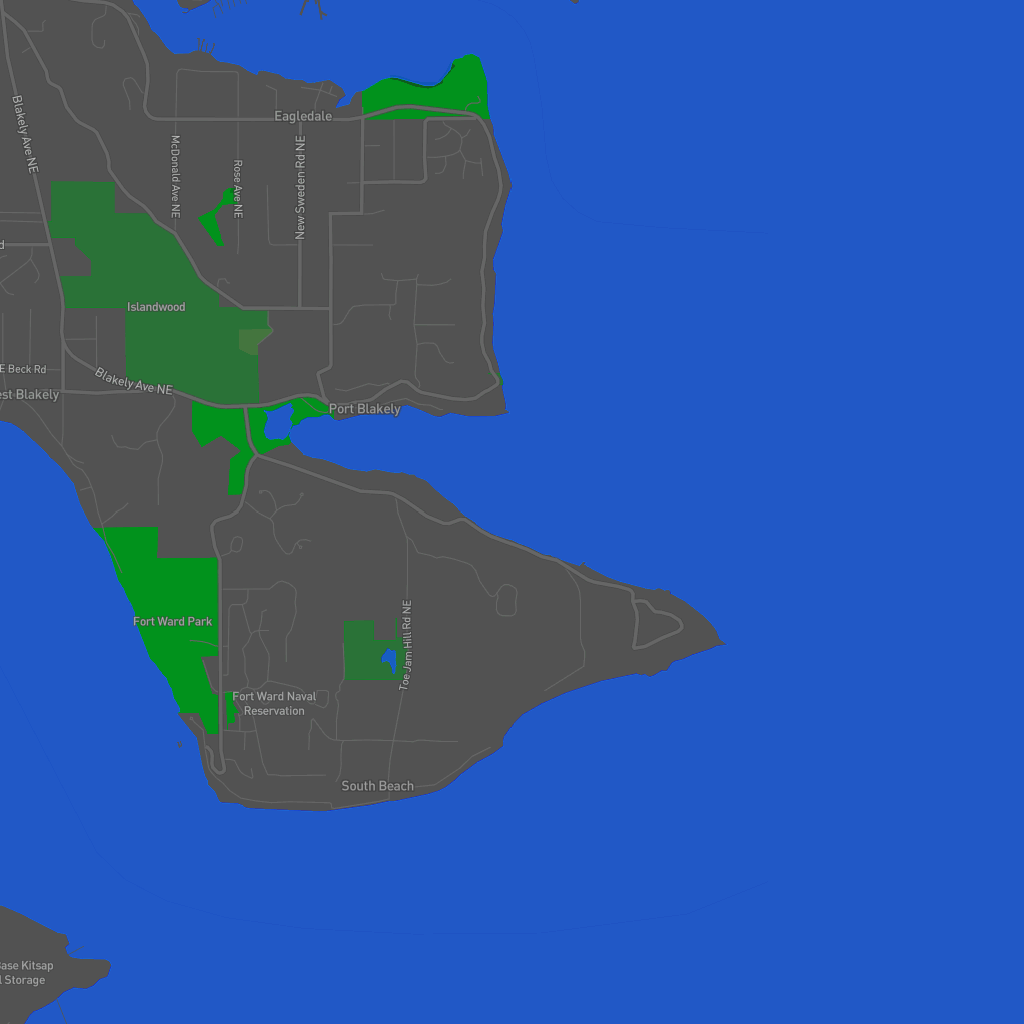 Eagledale
Blakely Ave NE
McDonald Ave NE
Rose Ave NE
New Sweden Rd NE
d
Islandwood
E Beck Rd
Blakely Ave NE
est Blakely
Port Blakely
Fort Ward Park
Toe Jam Hill Rd NE
Fort Ward Naval
Reservation
South Beach
ase Kitsap
l Storage